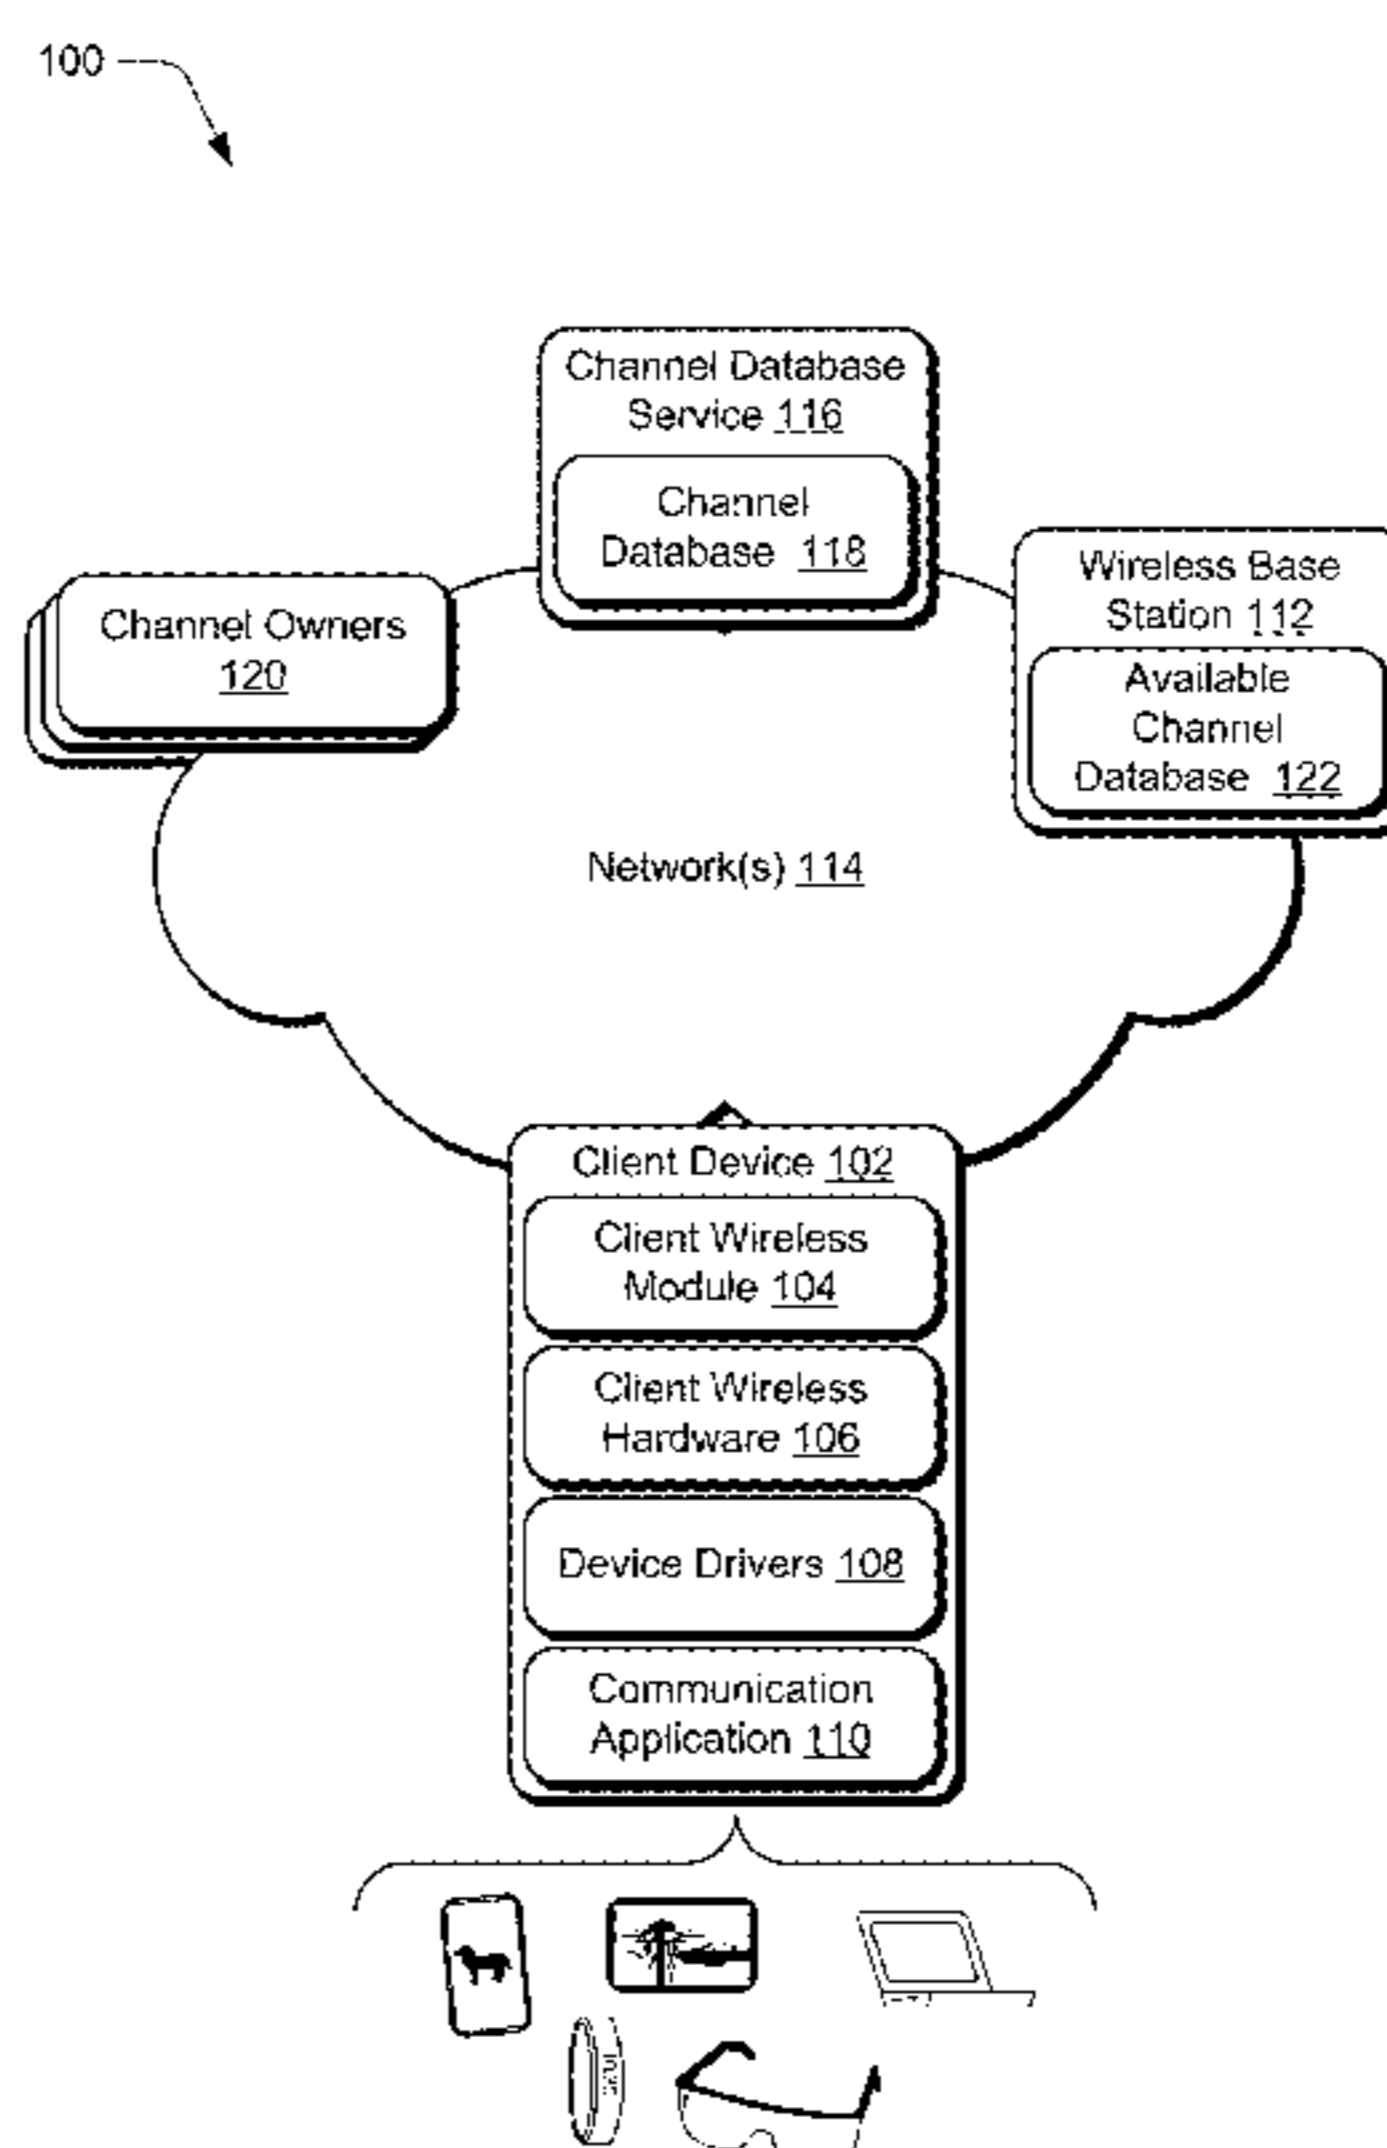 100
Channel Database
Service 116
Channel
Database 118
Wireless Base
Station 112
Available
Channel
Database 122
Channel Owners
120
Network(s) 114
Client Device 102
Client Wireless
Module 104
Client Wireless
Hardware 106
Device Drivers 108
Communication
Application 110